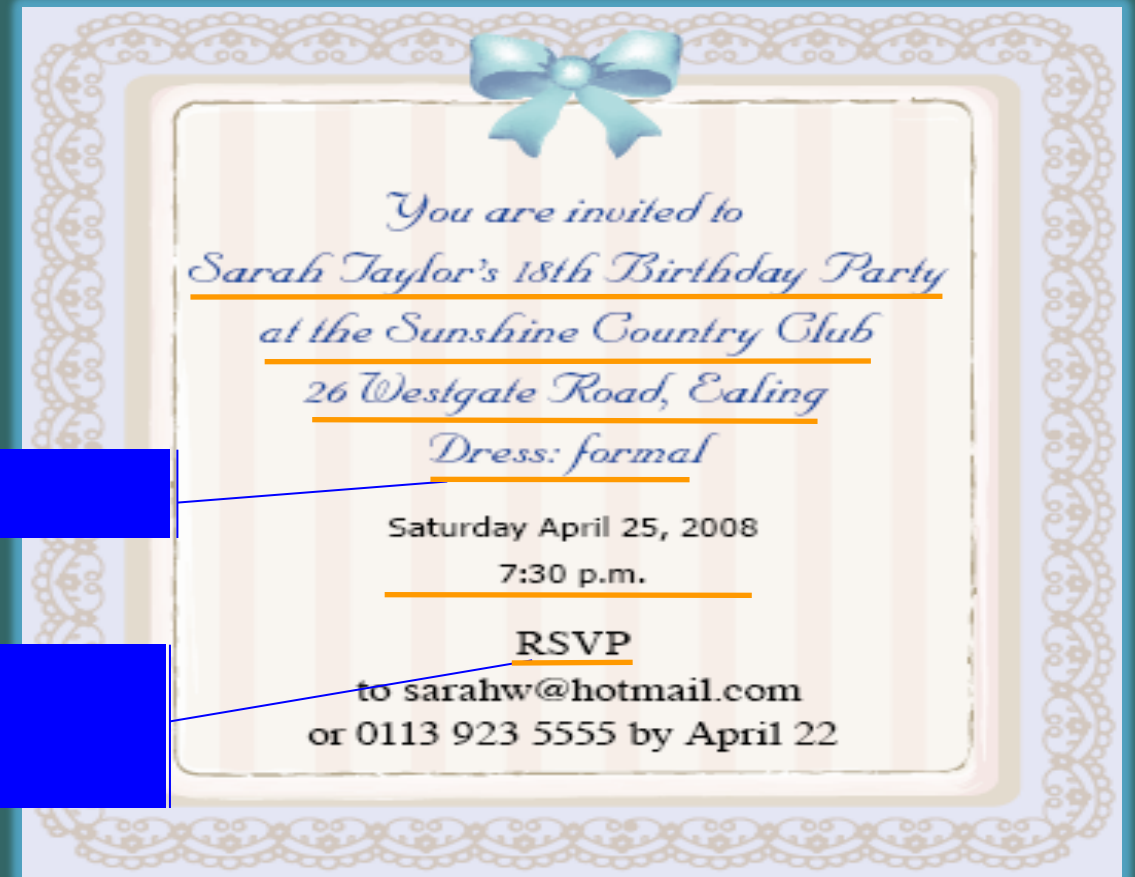 You are invited to
Sarah Taylor's 18th Birthday Party
at the Sunshine Country Club
26 Westgate Road, Ealing
Dress: formal
Saturday April 25, 2008
7:30 p.m.
RSVP
to sarahw@hotmail.com
or 0113 923 5555 by April 22